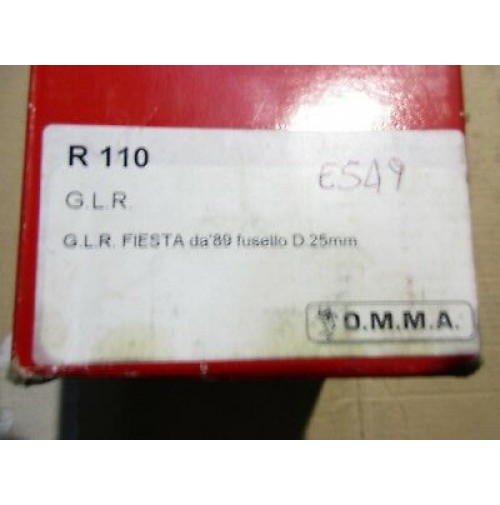 R 110
E549
G.L.R.
G.L.R. FIESTA da'89 fusello D 25mm
O.M.M.A.